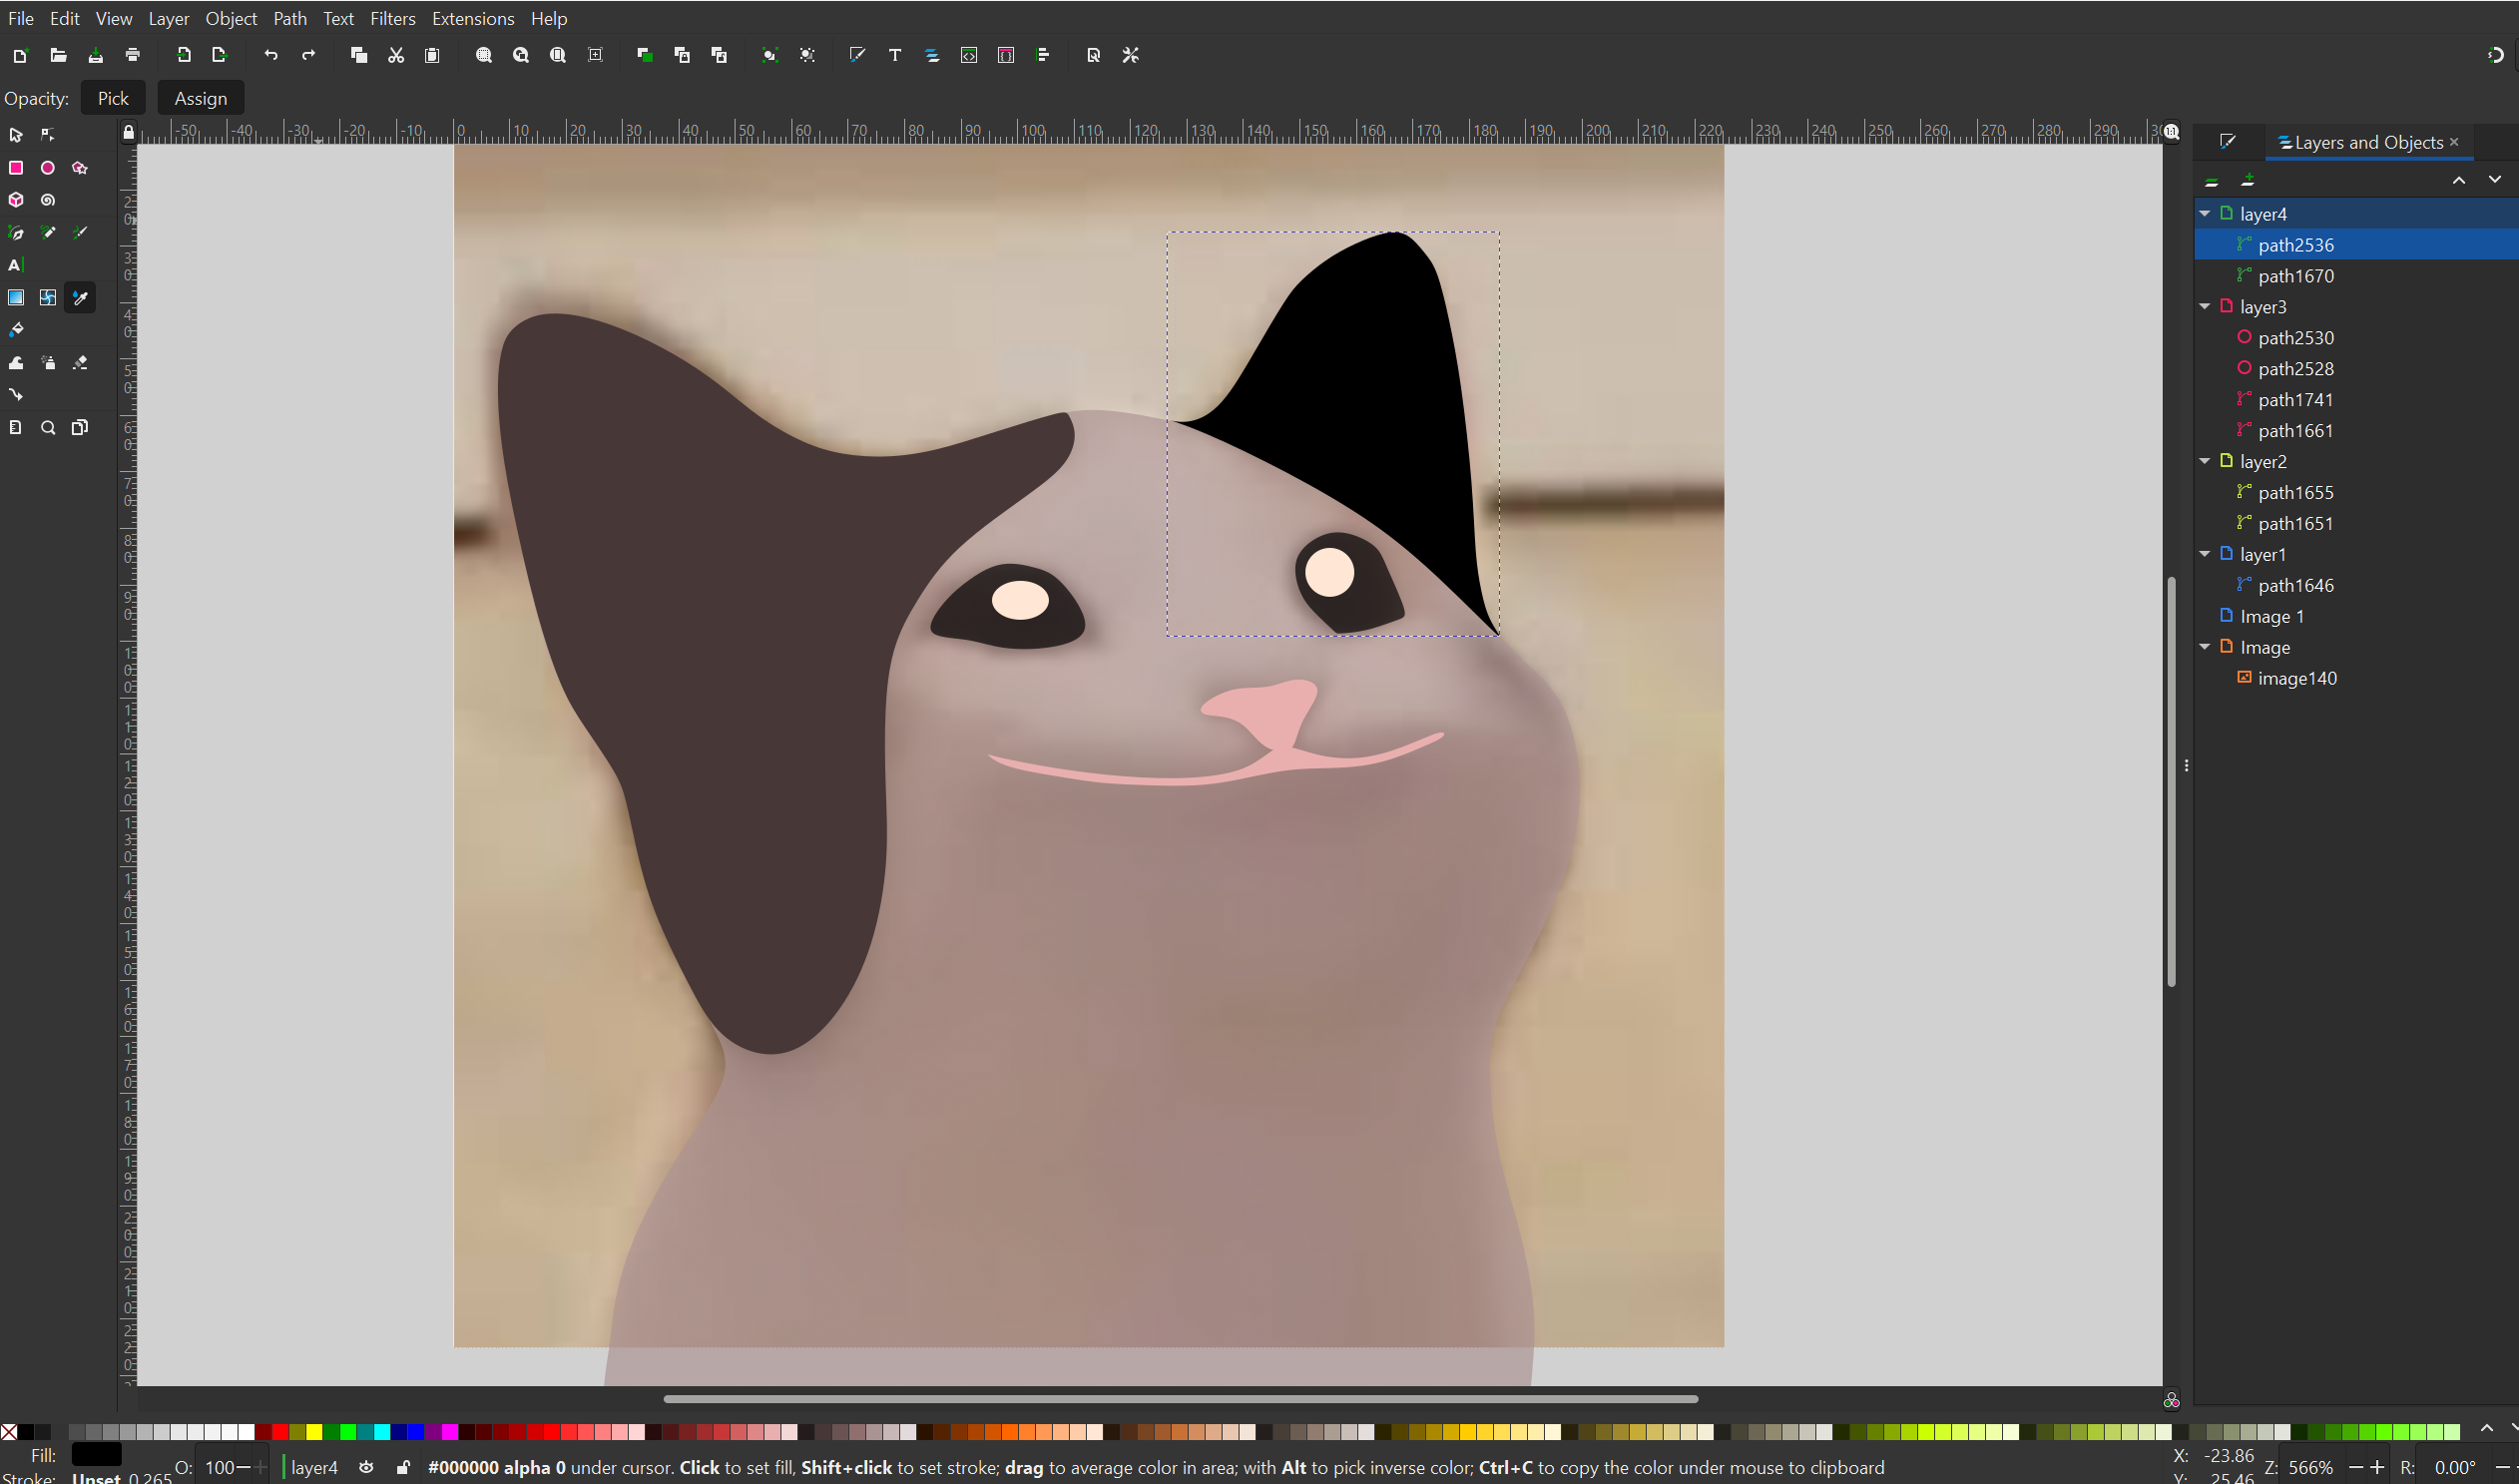 File Edit View Layer Object Path Text Filters Extensions Help
Opacity: Pick Assign
-50 -40 -30 -20 -10 0 10 20 30 40 50 60 70 80 90 100 110 120 130 140 150 160 170 180 190 200 210 220 230 240 250 260 270 280 290
Layers and Objects
layer4
path2536
path1670
layer3
path2530
path2528
path1741
path1661
layer2
path1655
path1651
layer1
path1646
Image 1
Image
image140
Fill:
Stroke: Unset 0.265 O: 100 layer4 #000000 alpha 0 under cursor. Click to set fill, Shift+click to set stroke; drag to average color in area; with Alt to pick inverse color; Ctrl+C to copy the color under mouse to clipboard
X: -23.86
Y: 25.46
Z: 566% R: 0.00°